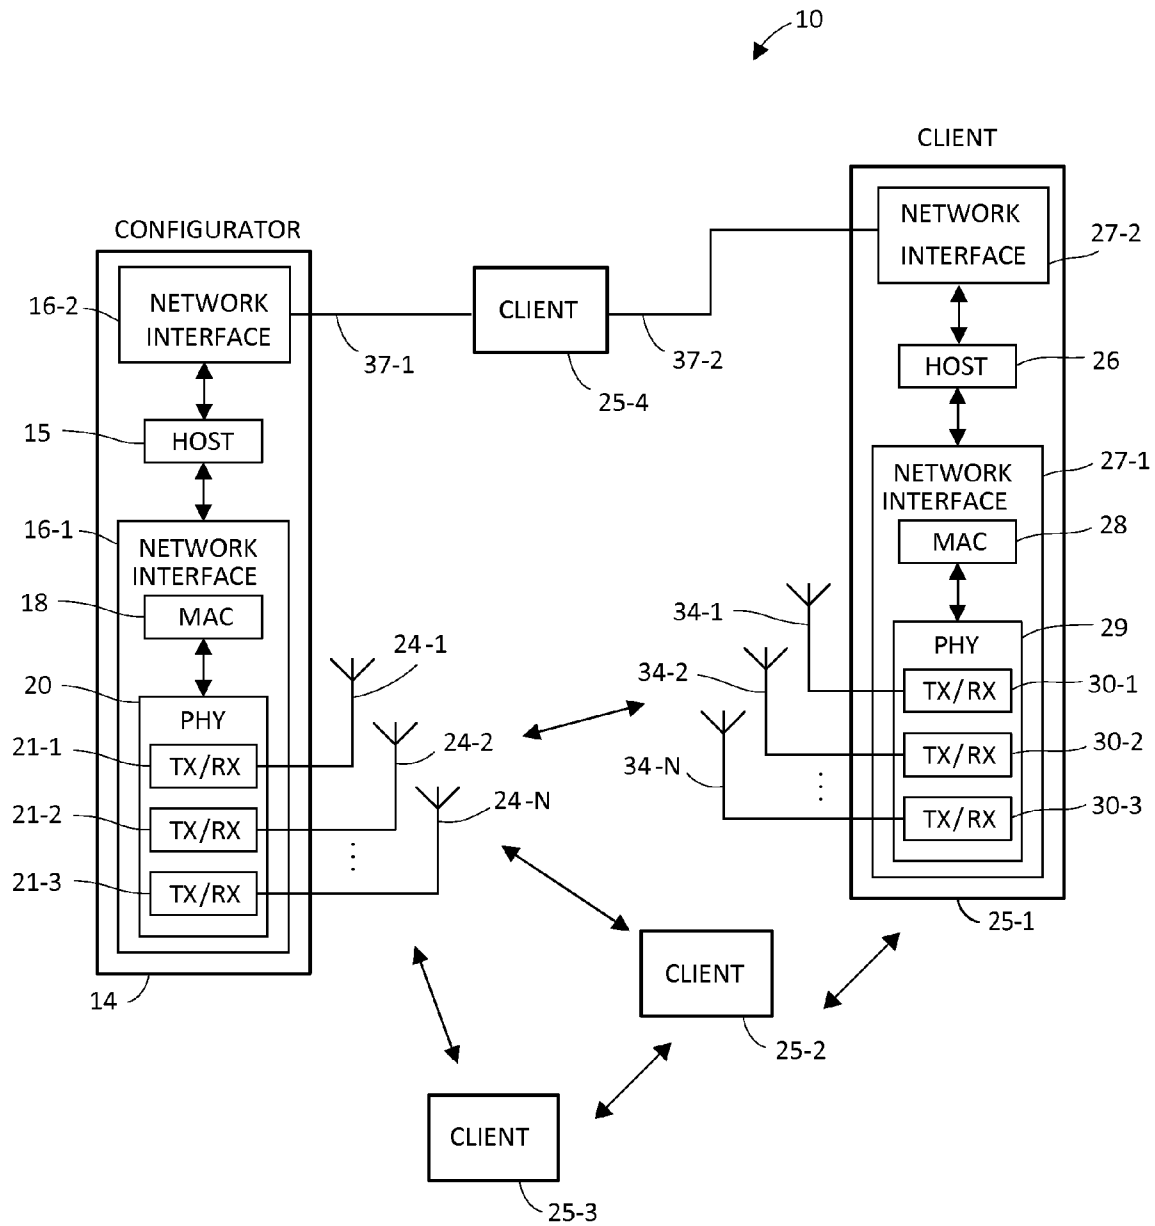 10
CLIENT
NETWORK
INTERFACE
27-2
CONFIGURATOR
16-2
NETWORK
INTERFACE
CLIENT
37-1
37-2
25-4
HOST
26
15
HOST
NETWORK
INTERFACE
27-1
16-1
NETWORK
INTERFACE
MAC
28
18
MAC
34-1
PHY
29
24-1
34-2
TX/RX
30-1
20
PHY
21-1
TX/RX
24-2
34-N
TX/RX
30-2
...
21-2
TX/RX
24-N
TX/RX
30-3
...
21-3
TX/RX
25-1
14
CLIENT
25-2
CLIENT
25-3